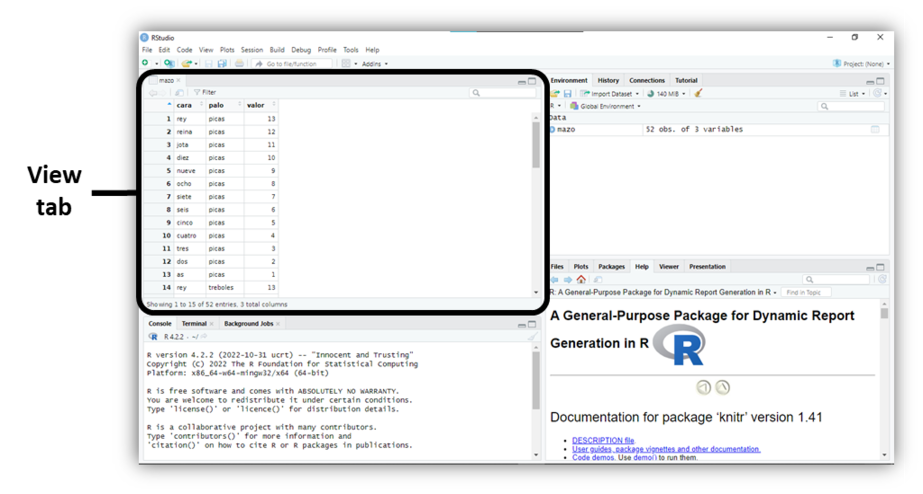 RStudio
File Edit Code View Plots Session Build Debug Profile Tools Help
Go to file/function
Addins
Project: (None)
mazo
Filter
cara palo valor
1 rey picas 13
2 reina picas 12
3 jota picas 11
4 diez picas 10
5 nueve picas 9
6 ocho picas 8
7 siete picas 7
8 seis picas 6
9 cinco picas 5
10 cuatro picas 4
11 tres picas 3
12 dos picas 2
13 as picas 1
14 rey treboles 13
Showing 1 to 15 of 52 entries. 3 total columns
View
tab
Console Terminal Background Jobs
R 4.2.2 · ~/
R version 4.2.2 (2022-10-31 ucrt) -- "Innocent and Trusting"
Copyright (C) 2022 The R Foundation for Statistical Computing
Platform: x86_64-w64-mingw32/x64 (64-bit)
R is free software and comes with ABSOLUTELY NO WARRANTY.
You are welcome to redistribute it under certain conditions.
Type 'license()' or 'licence()' for distribution details.
R is a collaborative project with many contributors.
Type 'contributors()' for more information and
'citation()' on how to cite R or R packages in publications.
Environment History Connections Tutorial
Import Dataset 140 MiB List
R Global Environment
Data
mazo 52 obs. of 3 variables
Files Plots Packages Help Viewer Presentation
R: A General-Purpose Package for Dynamic Report Generation in R Find in Topic
A General-Purpose Package for Dynamic Report
Generation in R R
Documentation for package ‘knitr’ version 1.41
DESCRIPTION file.
User guides, package vignettes and other documentation.
Code demos. Use demo() to run them.